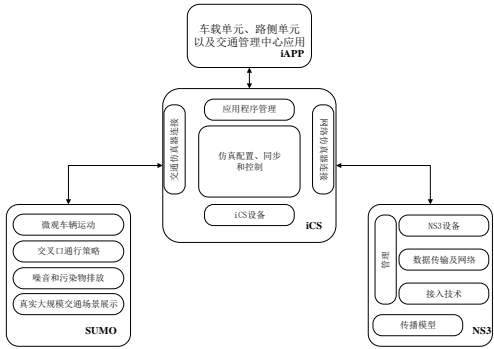 车载单元、路侧单元
以及交通管理中心应用
iAPP
应用程序管理
交通仿真器连接
仿真配置、同步
和控制
网络仿真器连接
iCS设备
iCS
微观车辆运动
交叉口通行策略
噪音和污染物排放
真实大规模交通场景展示
SUMO
管理
NS3设备
数据传输及网络
接入技术
传播模型
NS3